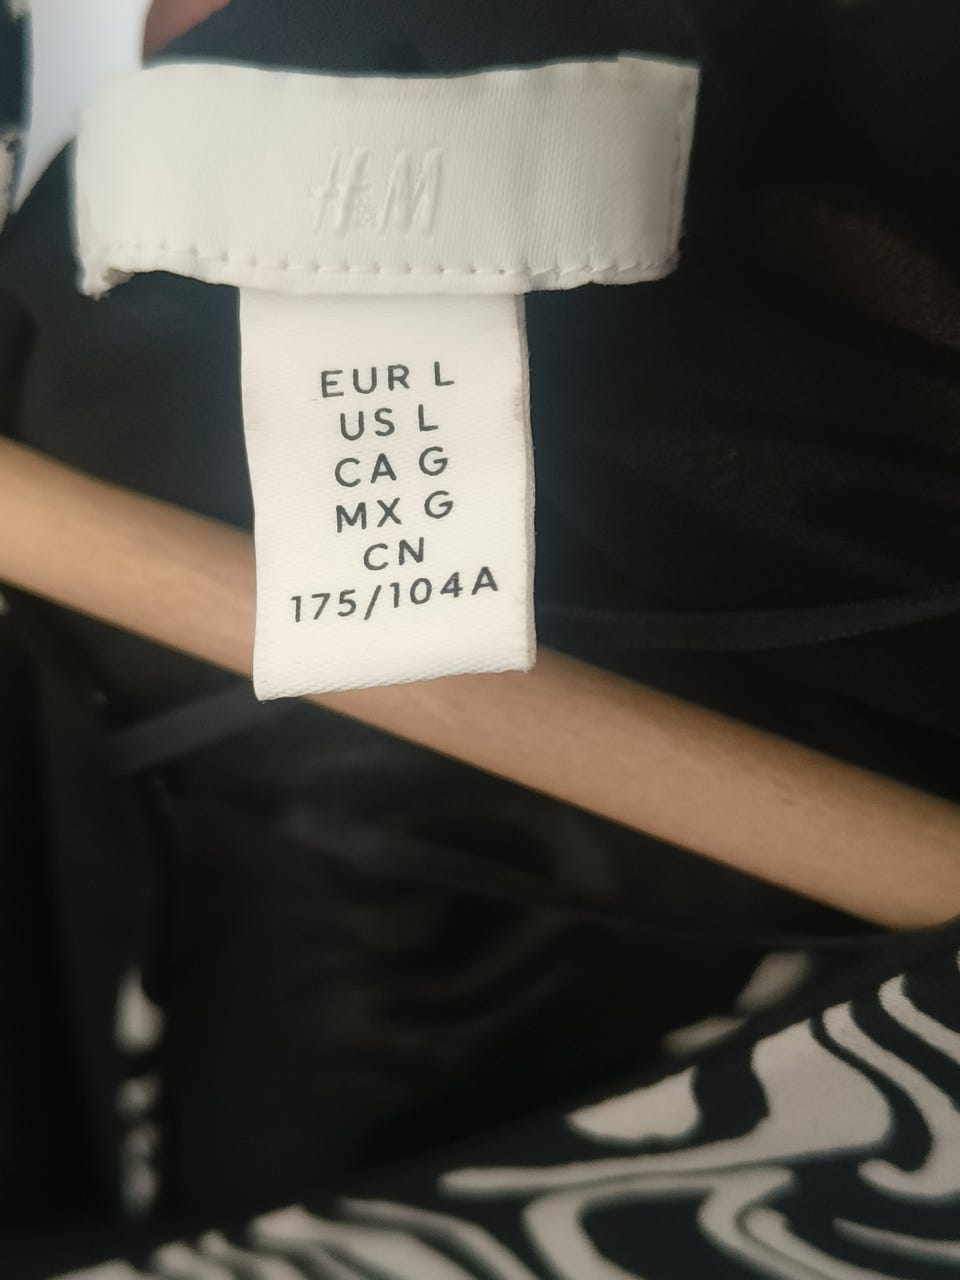 H&M
EUR L
US L
CA G
MX G
CN
175/104A